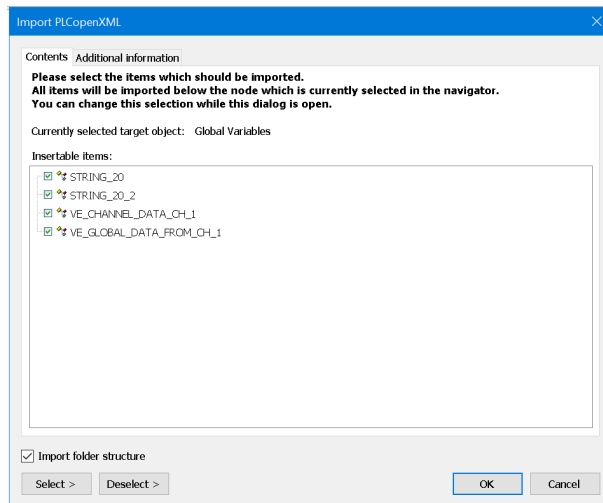 Import PLCopenXML
Contents Additional information
Please select the items which should be imported.
All items will be imported below the node which is currently selected in the navigator.
You can change this selection while this dialog is open.
Currently selected target object: Global Variables
Insertable items:
STRING_20
STRING_20_2
VE_CHANNEL_DATA_CH_1
VE_GLOBAL_DATA_FROM_CH_1
Import folder structure
Select > Deselect > OK Cancel